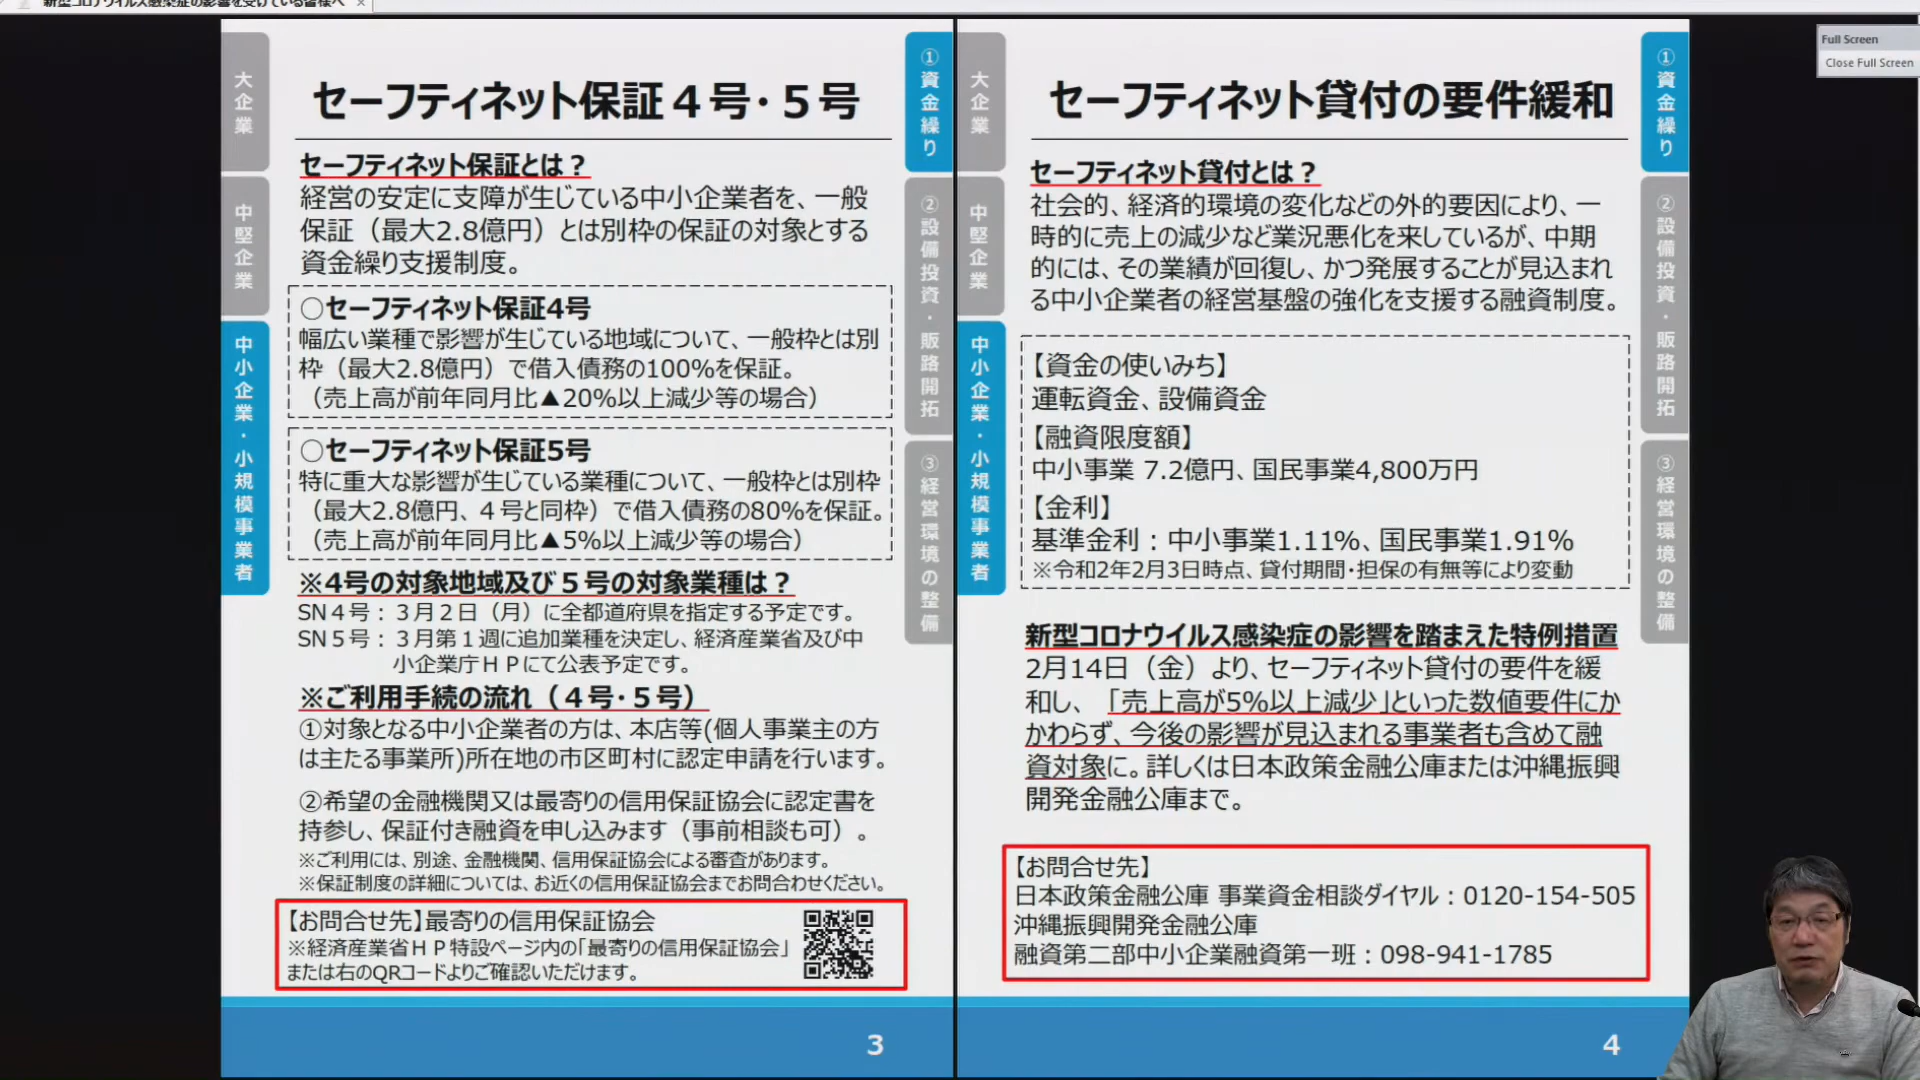 新型コロナウイルス感染症の影響を受けている皆様へ
Full Screen
Close Full Screen
大企業
中堅企業
中小企業・小規模事業者
①資金繰り
②設備投資・販路開拓
③経営環境の整備
セーフティネット保証４号・５号
セーフティネット保証とは？
経営の安定に支障が生じている中小企業者を、一般
保証（最大2.8億円）とは別枠の保証の対象とする
資金繰り支援制度。
○セーフティネット保証4号
幅広い業種で影響が生じている地域について、一般枠とは別
枠（最大2.8億円）で借入債務の100%を保証。
（売上高が前年同月比▲20%以上減少等の場合）
○セーフティネット保証5号
特に重大な影響が生じている業種について、一般枠とは別枠
（最大2.8億円、４号と同枠）で借入債務の80%を保証。
（売上高が前年同月比▲5%以上減少等の場合）
※4号の対象地域及び５号の対象業種は？
SN４号：３月２日（月）に全都道府県を指定する予定です。
SN５号：３月第１週に追加業種を決定し、経済産業省及び中
小企業庁ＨＰにて公表予定です。
※ご利用手続の流れ（４号・５号）
①対象となる中小企業者の方は、本店等(個人事業主の方
は主たる事業所)所在地の市区町村に認定申請を行います。
②希望の金融機関又は最寄りの信用保証協会に認定書を
持参し、保証付き融資を申し込みます（事前相談も可）。
※ご利用には、別途、金融機関、信用保証協会による審査があります。
※保証制度の詳細については、お近くの信用保証協会までお問合わせください。
【お問合せ先】最寄りの信用保証協会
※経済産業省ＨＰ特設ページ内の「最寄りの信用保証協会」
または右のQRコードよりご確認いただけます。
3
大企業
中堅企業
中小企業・小規模事業者
①資金繰り
②設備投資・販路開拓
③経営環境の整備
セーフティネット貸付の要件緩和
セーフティネット貸付とは？
社会的、経済的環境の変化などの外的要因により、一
時的に売上の減少など業況悪化を来しているが、中期
的には、その業績が回復し、かつ発展することが見込まれ
る中小企業者の経営基盤の強化を支援する融資制度。
【資金の使いみち】
運転資金、設備資金
【融資限度額】
中小事業 7.2億円、国民事業4,800万円
【金利】
基準金利：中小事業1.11%、国民事業1.91%
※令和2年2月3日時点、貸付期間・担保の有無等により変動
新型コロナウイルス感染症の影響を踏まえた特例措置
2月14日（金）より、セーフティネット貸付の要件を緩
和し、「売上高が5%以上減少」といった数値要件にか
かわらず、今後の影響が見込まれる事業者も含めて融
資対象に。詳しくは日本政策金融公庫または沖縄振興
開発金融公庫まで。
【お問合せ先】
日本政策金融公庫 事業資金相談ダイヤル：0120-154-505
沖縄振興開発金融公庫
融資第二部中小企業融資第一班：098-941-1785
4